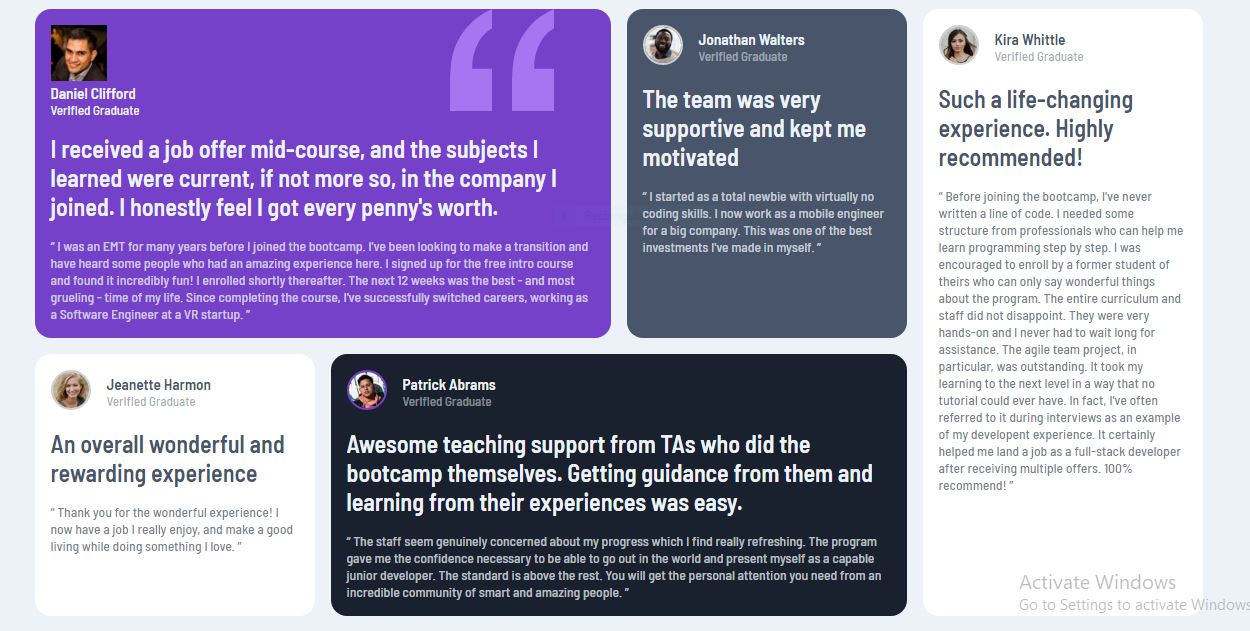 Daniel Clifford
Verified Graduate
I received a job offer mid-course, and the subjects I
learned were current, if not more so, in the company I
joined. I honestly feel I got every penny's worth.
“ I was an EMT for many years before I joined the bootcamp. I've been looking to make a transition and
have heard some people who had an amazing experience here. I signed up for the free intro course
and found it incredibly fun! I enrolled shortly thereafter. The next 12 weeks was the best - and most
grueling - time of my life. Since completing the course, I've successfully switched careers, working as
a Software Engineer at a VR startup. ”
Jonathan Walters
Verified Graduate
The team was very
supportive and kept me
motivated
“ I started as a total newbie with virtually no
coding skills. I now work as a mobile engineer
for a big company. This was one of the best
investments I've made in myself. ”
Kira Whittle
Verified Graduate
Such a life-changing
experience. Highly
recommended!
“ Before joining the bootcamp, I've never
written a line of code. I needed some
structure from professionals who can help me
learn programming step by step. I was
encouraged to enroll by a former student of
theirs who can only say wonderful things
about the program. The entire curriculum and
staff did not disappoint. They were very
hands-on and I never had to wait long for
assistance. The agile team project, in
particular, was outstanding. It took my
learning to the next level in a way that no
tutorial could ever have. In fact, I've often
referred to it during interviews as an example
of my developent experience. It certainly
helped me land a job as a full-stack developer
after receiving multiple offers. 100%
recommend! ”
Jeanette Harmon
Verified Graduate
An overall wonderful and
rewarding experience
“ Thank you for the wonderful experience! I
now have a job I really enjoy, and make a good
living while doing something I love. ”
Patrick Abrams
Verified Graduate
Awesome teaching support from TAs who did the
bootcamp themselves. Getting guidance from them and
learning from their experiences was easy.
“ The staff seem genuinely concerned about my progress which I find really refreshing. The program
gave me the confidence necessary to be able to go out in the world and present myself as a capable
junior developer. The standard is above the rest. You will get the personal attention you need from an
incredible community of smart and amazing people. ”
Activate Windows
Go to Settings to activate Windows